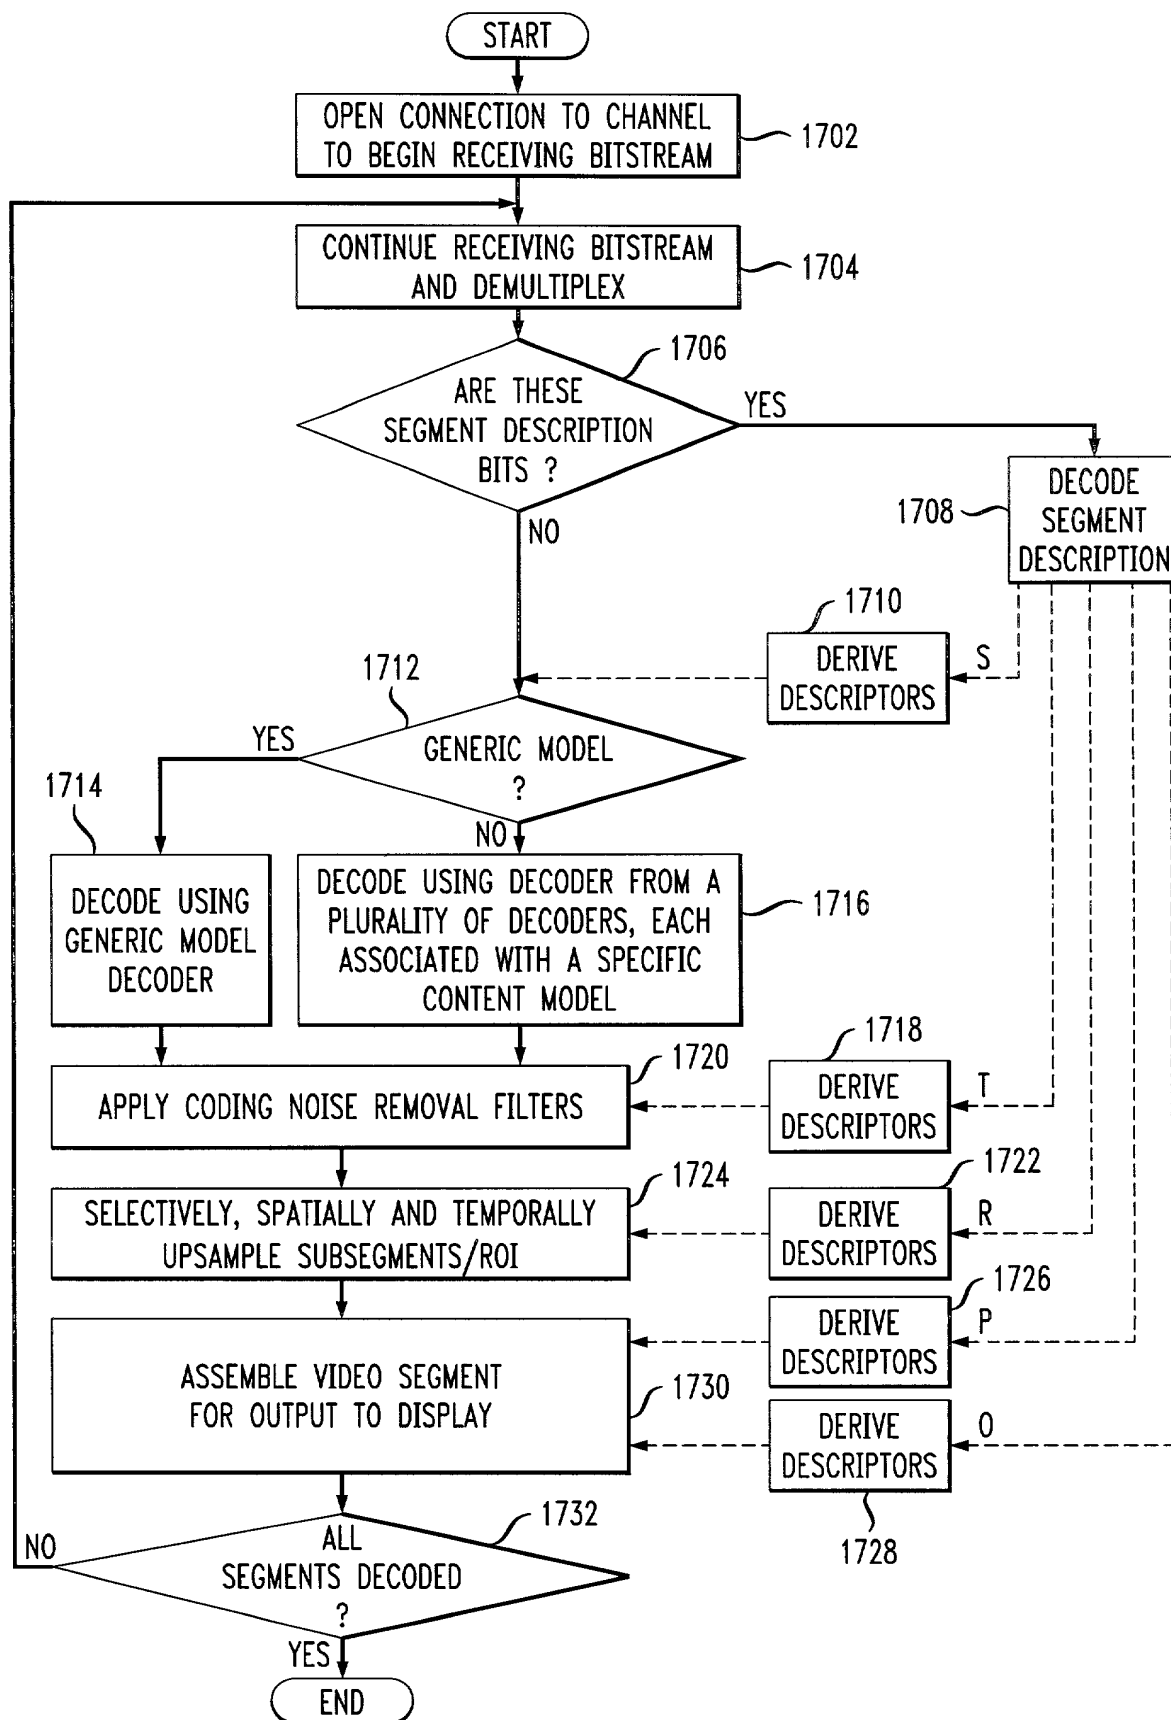 START
OPEN CONNECTION TO CHANNEL
TO BEGIN RECEIVING BITSTREAM
1702
CONTINUE RECEIVING BITSTREAM
AND DEMULTIPLEX
1704
1706
ARE THESE
SEGMENT DESCRIPTION
BITS ?
YES
NO
1708
DECODE
SEGMENT
DESCRIPTION
1710
DERIVE
DESCRIPTORS
S
1712
GENERIC MODEL
?
YES
NO
1714
DECODE USING
GENERIC MODEL
DECODER
DECODE USING DECODER FROM A
PLURALITY OF DECODERS, EACH
ASSOCIATED WITH A SPECIFIC
CONTENT MODEL
1716
1718
DERIVE
DESCRIPTORS
T
1720
APPLY CODING NOISE REMOVAL FILTERS
1722
DERIVE
DESCRIPTORS
R
1724
SELECTIVELY, SPATIALLY AND TEMPORALLY
UPSAMPLE SUBSEGMENTS/ROI
1726
DERIVE
DESCRIPTORS
P
ASSEMBLE VIDEO SEGMENT
FOR OUTPUT TO DISPLAY
1730
DERIVE
DESCRIPTORS
O
1728
1732
ALL
SEGMENTS DECODED
?
NO
YES
END